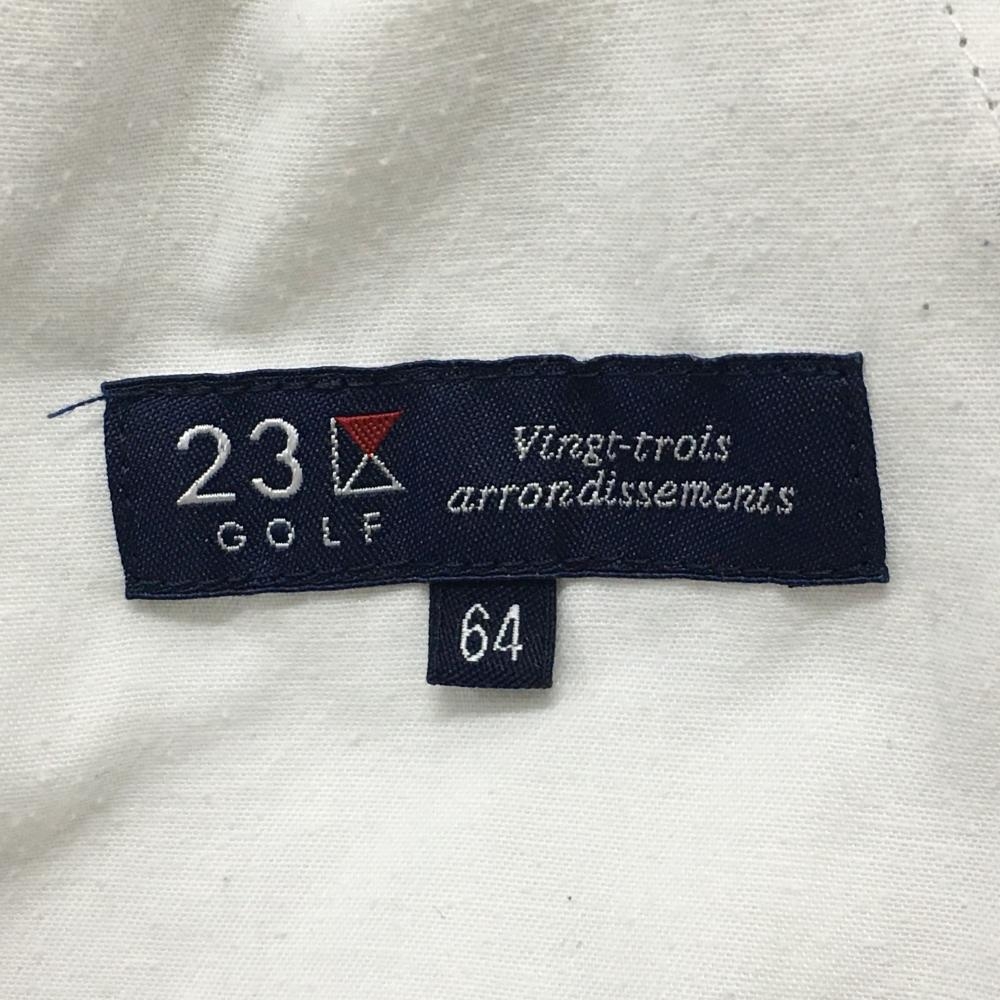 23
GOLF
Vingt-trois
arrondissements
64